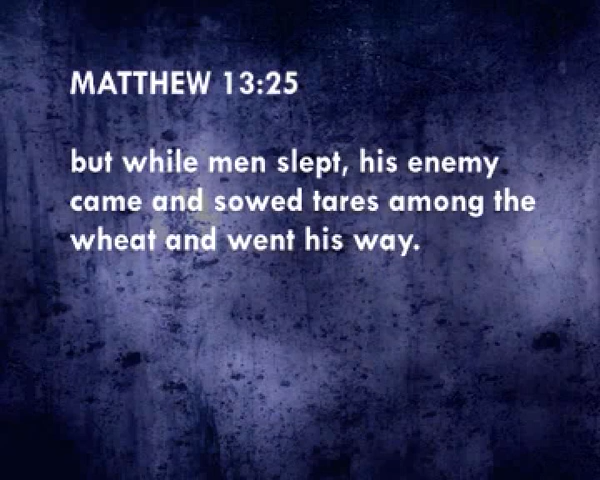 MATTHEW 13:25
but while men slept, his enemy
came and sowed tares among the
wheat and went his way.